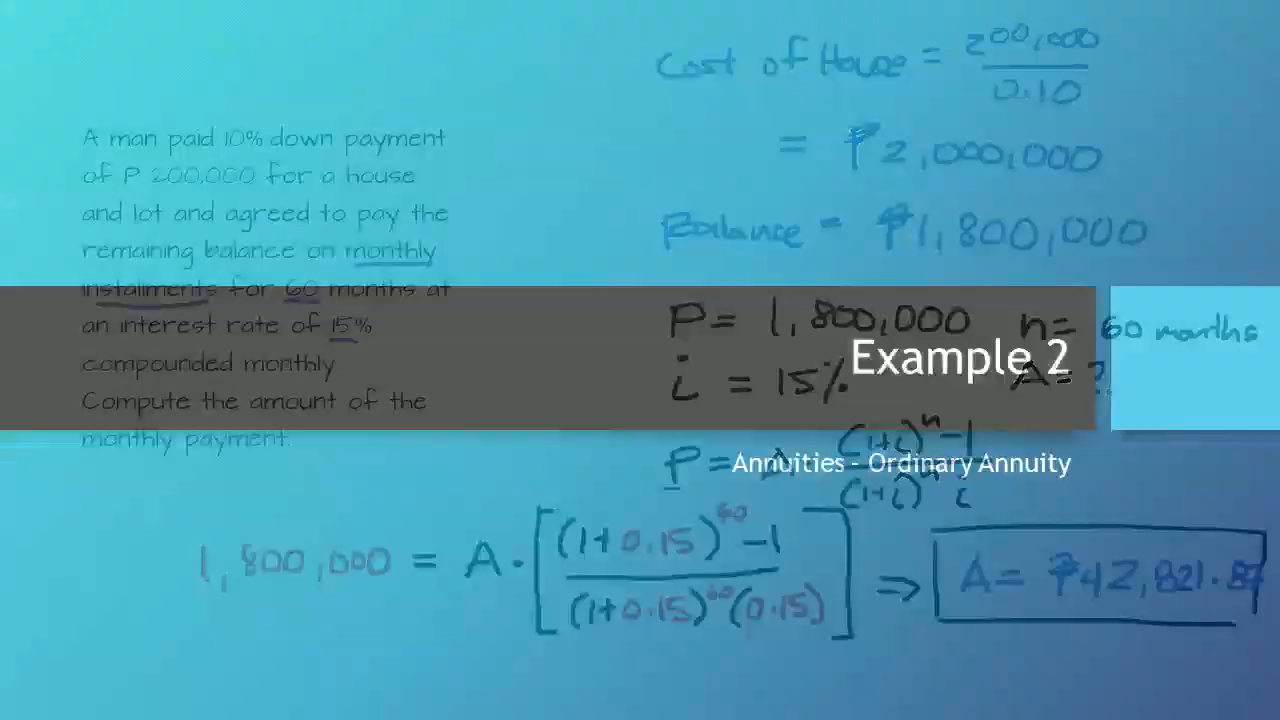 A man paid 10% down payment
of P 200,000 for a house
and lot and agreed to pay the
remaining balance on monthly
installments for 60 months at
an interest rate of 15%
compounded monthly
Compute the amount of the
monthly payment.
Cost of House = 200,000 / 0.10
= ₱2,000,000
Balance = ₱1,800,000
P = 1,800,000 n = 60 months
i = 15% A = ?
Example 2
P = A (1+i)^n - 1 / (1+i)^n i
Annuities - Ordinary Annuity
1,800,000 = A · [(1+0.15)^60 - 1 / (1+0.15)^60 (0.15)] ⇒ A = ₱42,821.87